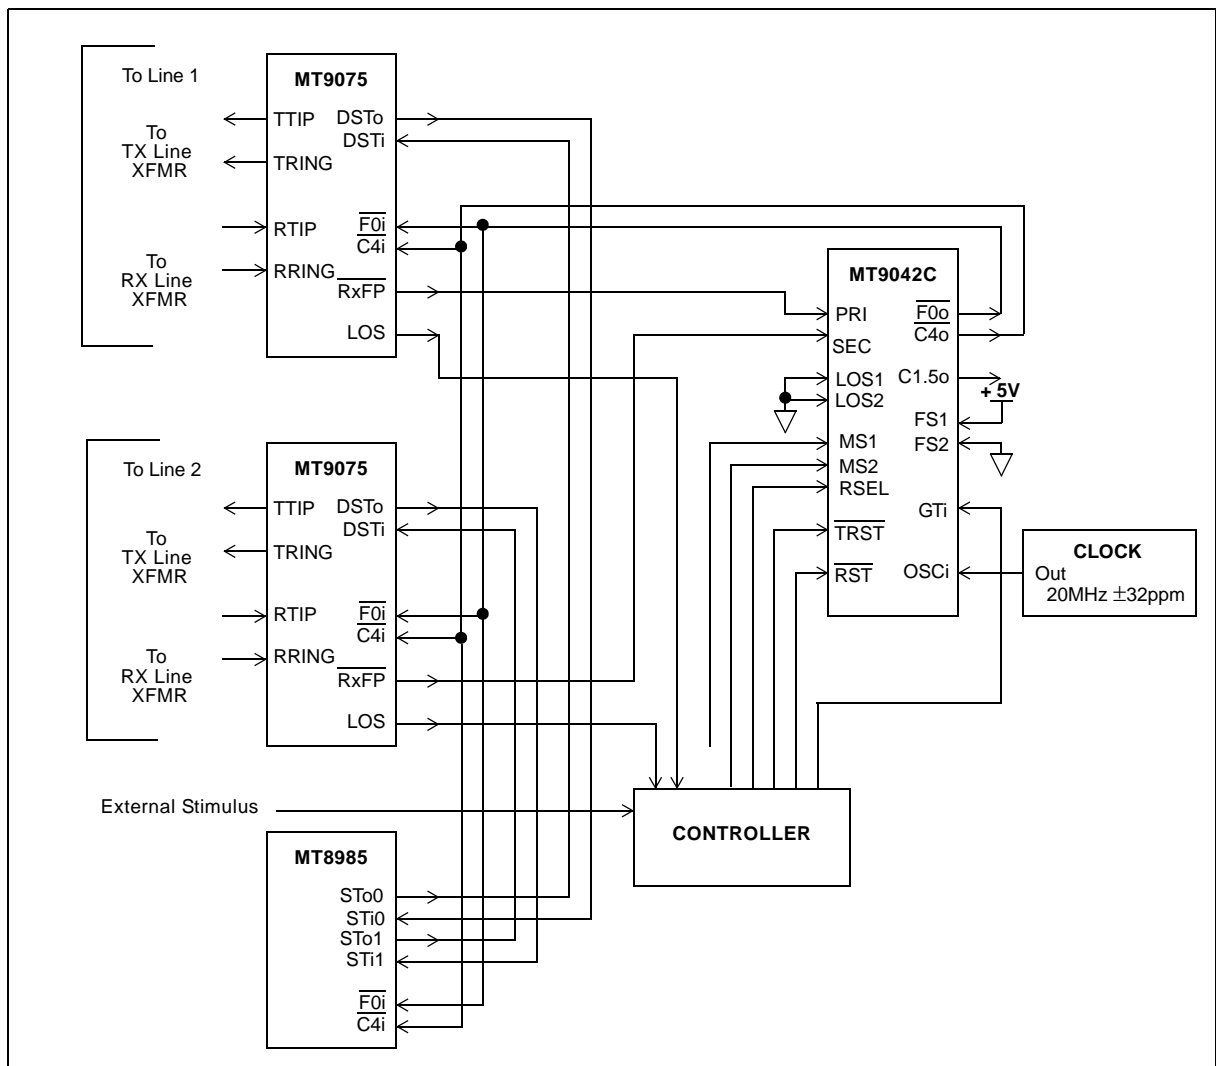 To Line 1
To
TX Line
XFMR
To
RX Line
XFMR
MT9075
TTIP
TRING
RTIP
RRING
DSTo
DSTi
F0i
C4i
RxFP
LOS
MT9042C
PRI
SEC
LOS1
LOS2
MS1
MS2
RSEL
TRST
RST
F0o
C4o
C1.5o
+ 5V
FS1
FS2
GTi
OSCi
CLOCK
Out
20MHz ±32ppm
To Line 2
To
TX Line
XFMR
To
RX Line
XFMR
MT9075
TTIP
TRING
RTIP
RRING
DSTo
DSTi
F0i
C4i
RxFP
LOS
External Stimulus
CONTROLLER
MT8985
STo0
STi0
STo1
STi1
F0i
C4i